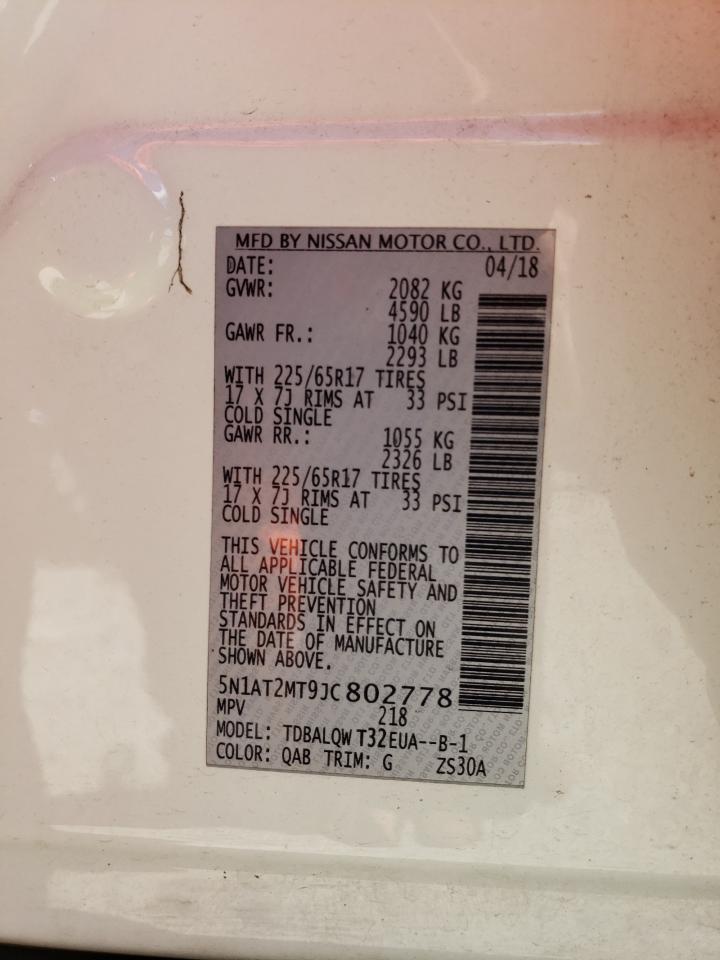 MFD BY NISSAN MOTOR CO., LTD.
DATE: 04/18
GVWR: 2082 KG
4590 LB
GAWR FR.: 1040 KG
2293 LB
WITH 225/65R17 TIRES
17 X 7J RIMS AT 33 PSI
COLD SINGLE
GAWR RR.: 1055 KG
2326 LB
WITH 225/65R17 TIRES
17 X 7J RIMS AT 33 PSI
COLD SINGLE
THIS VEHICLE CONFORMS TO
ALL APPLICABLE FEDERAL
MOTOR VEHICLE SAFETY AND
THEFT PREVENTION
STANDARDS IN EFFECT ON
THE DATE OF MANUFACTURE
SHOWN ABOVE.
5N1AT2MT9JC802778
MPV 218
MODEL: TDBALQW T32EUA--B-1
COLOR: QAB TRIM: G ZS30A